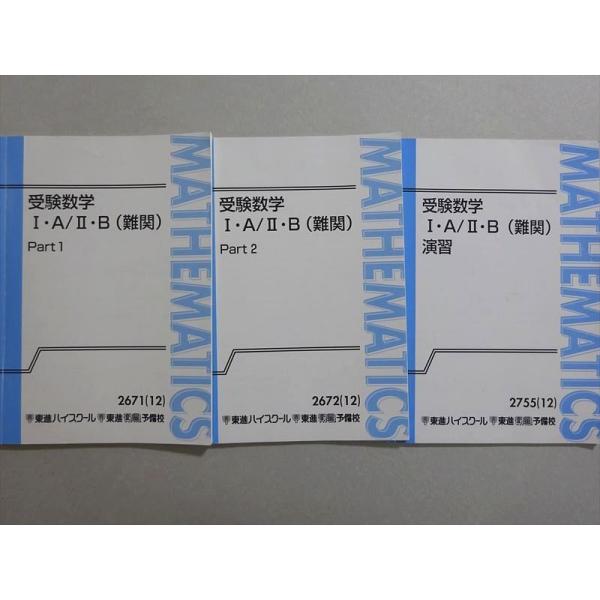 受験数学
Ⅰ・A/Ⅱ・B（難関）
Part 1
2671(12)
東進ハイスクール 東進衛星予備校
MATHEMATICS
受験数学
Ⅰ・A/Ⅱ・B（難関）
Part 2
2672(12)
東進ハイスクール 東進衛星予備校
MATHEMATICS
受験数学
Ⅰ・A/Ⅱ・B（難関）
演習
2755(12)
東進ハイスクール 東進衛星予備校
MATHEMATICS